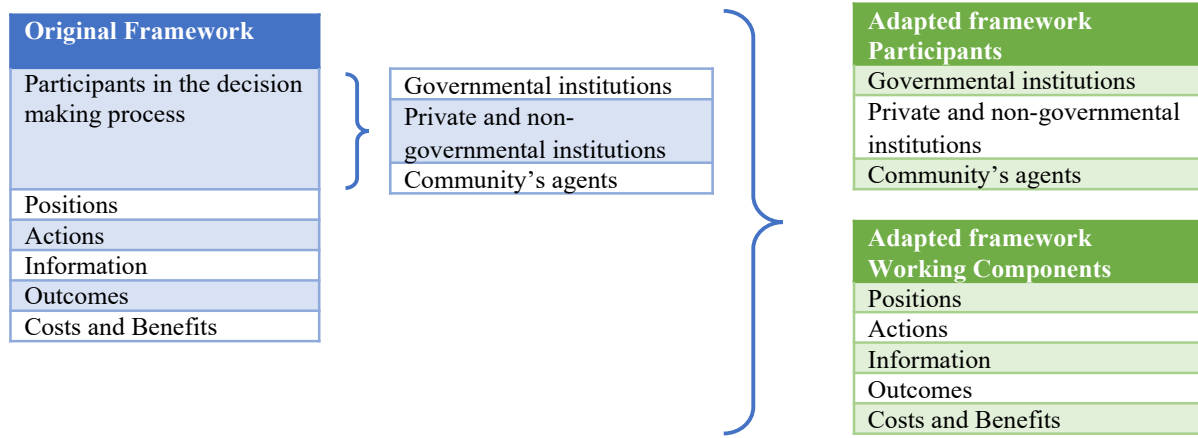 Original Framework
Participants in the decision
making process
Positions
Actions
Information
Outcomes
Costs and Benefits
Governmental institutions
Private and non-
governmental institutions
Community’s agents
Adapted framework
Participants
Governmental institutions
Private and non-governmental
institutions
Community’s agents
Adapted framework
Working Components
Positions
Actions
Information
Outcomes
Costs and Benefits